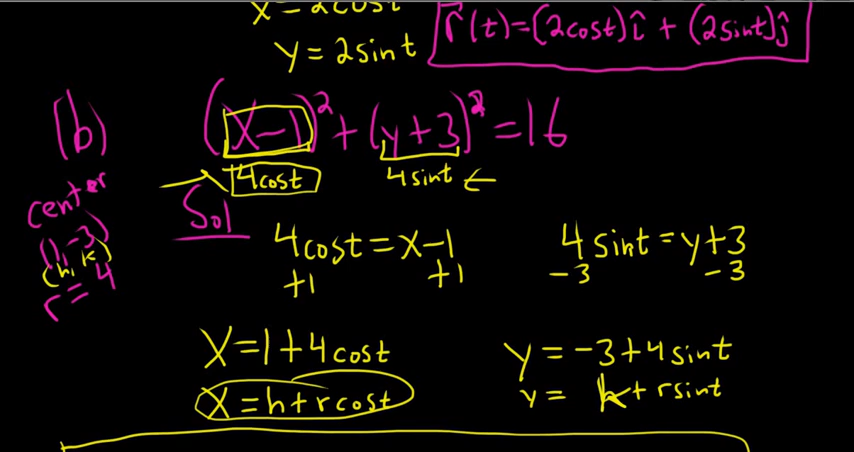 x = 2cost
y = 2sint
r⃗(t) = (2cost)î + (2sint)ĵ
(b) (x-1)² + (y+3)² = 16
4cost 4sint ←
center
(1,-3)
(h,k)
r = 4
Sol
4cost = x-1
+1 +1
4sint = y+3
-3 -3
x = 1+4cost
x = h+rcost
y = -3+4sint
y = k+rsint